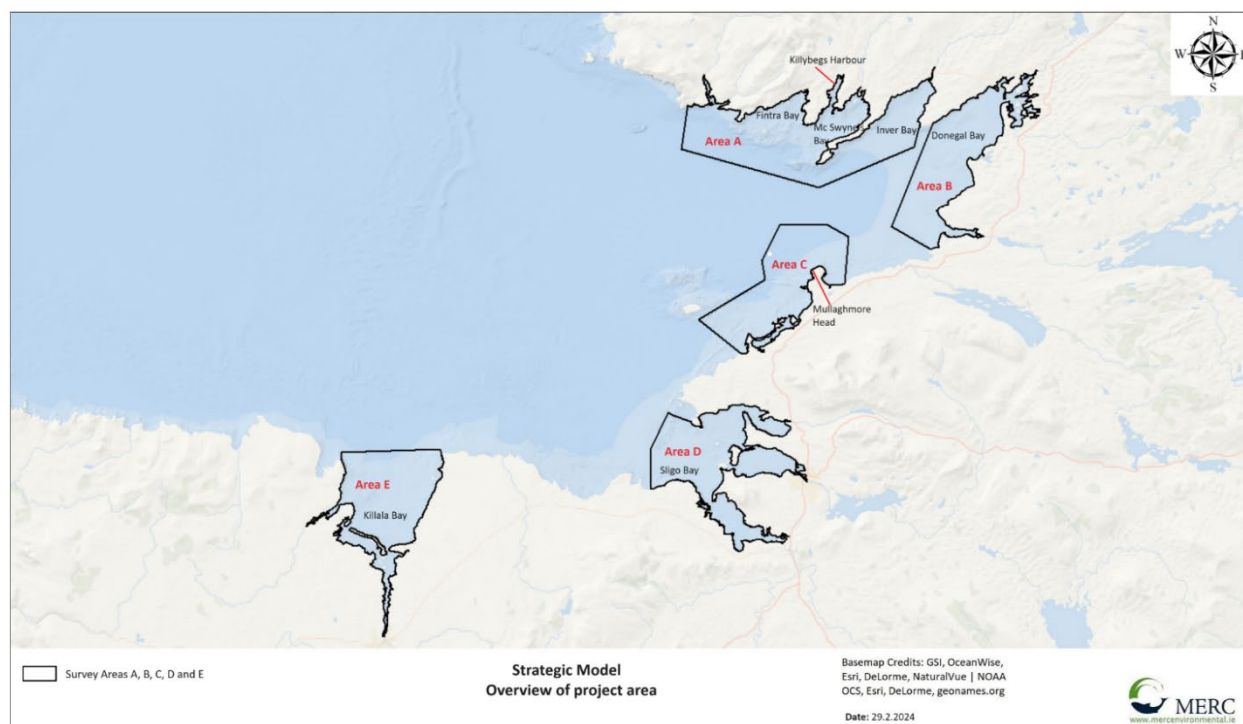 N
W
E
S
Killybegs Harbour
Fintra Bay
Mc Swynes
Bay
Inver Bay
Donegal Bay
Area A
Area B
Area C
Mullaghmore
Head
Area D
Sligo Bay
Area E
Killala Bay
Survey Areas A, B, C, D and E
Strategic Model
Overview of project area
Basemap Credits: GSI, OceanWise,
Esri, DeLorme, NaturalVue | NOAA
OCS, Esri, DeLorme, geonames.org
Date: 29.2.2024
MERC
www.mercenvironmental.ie